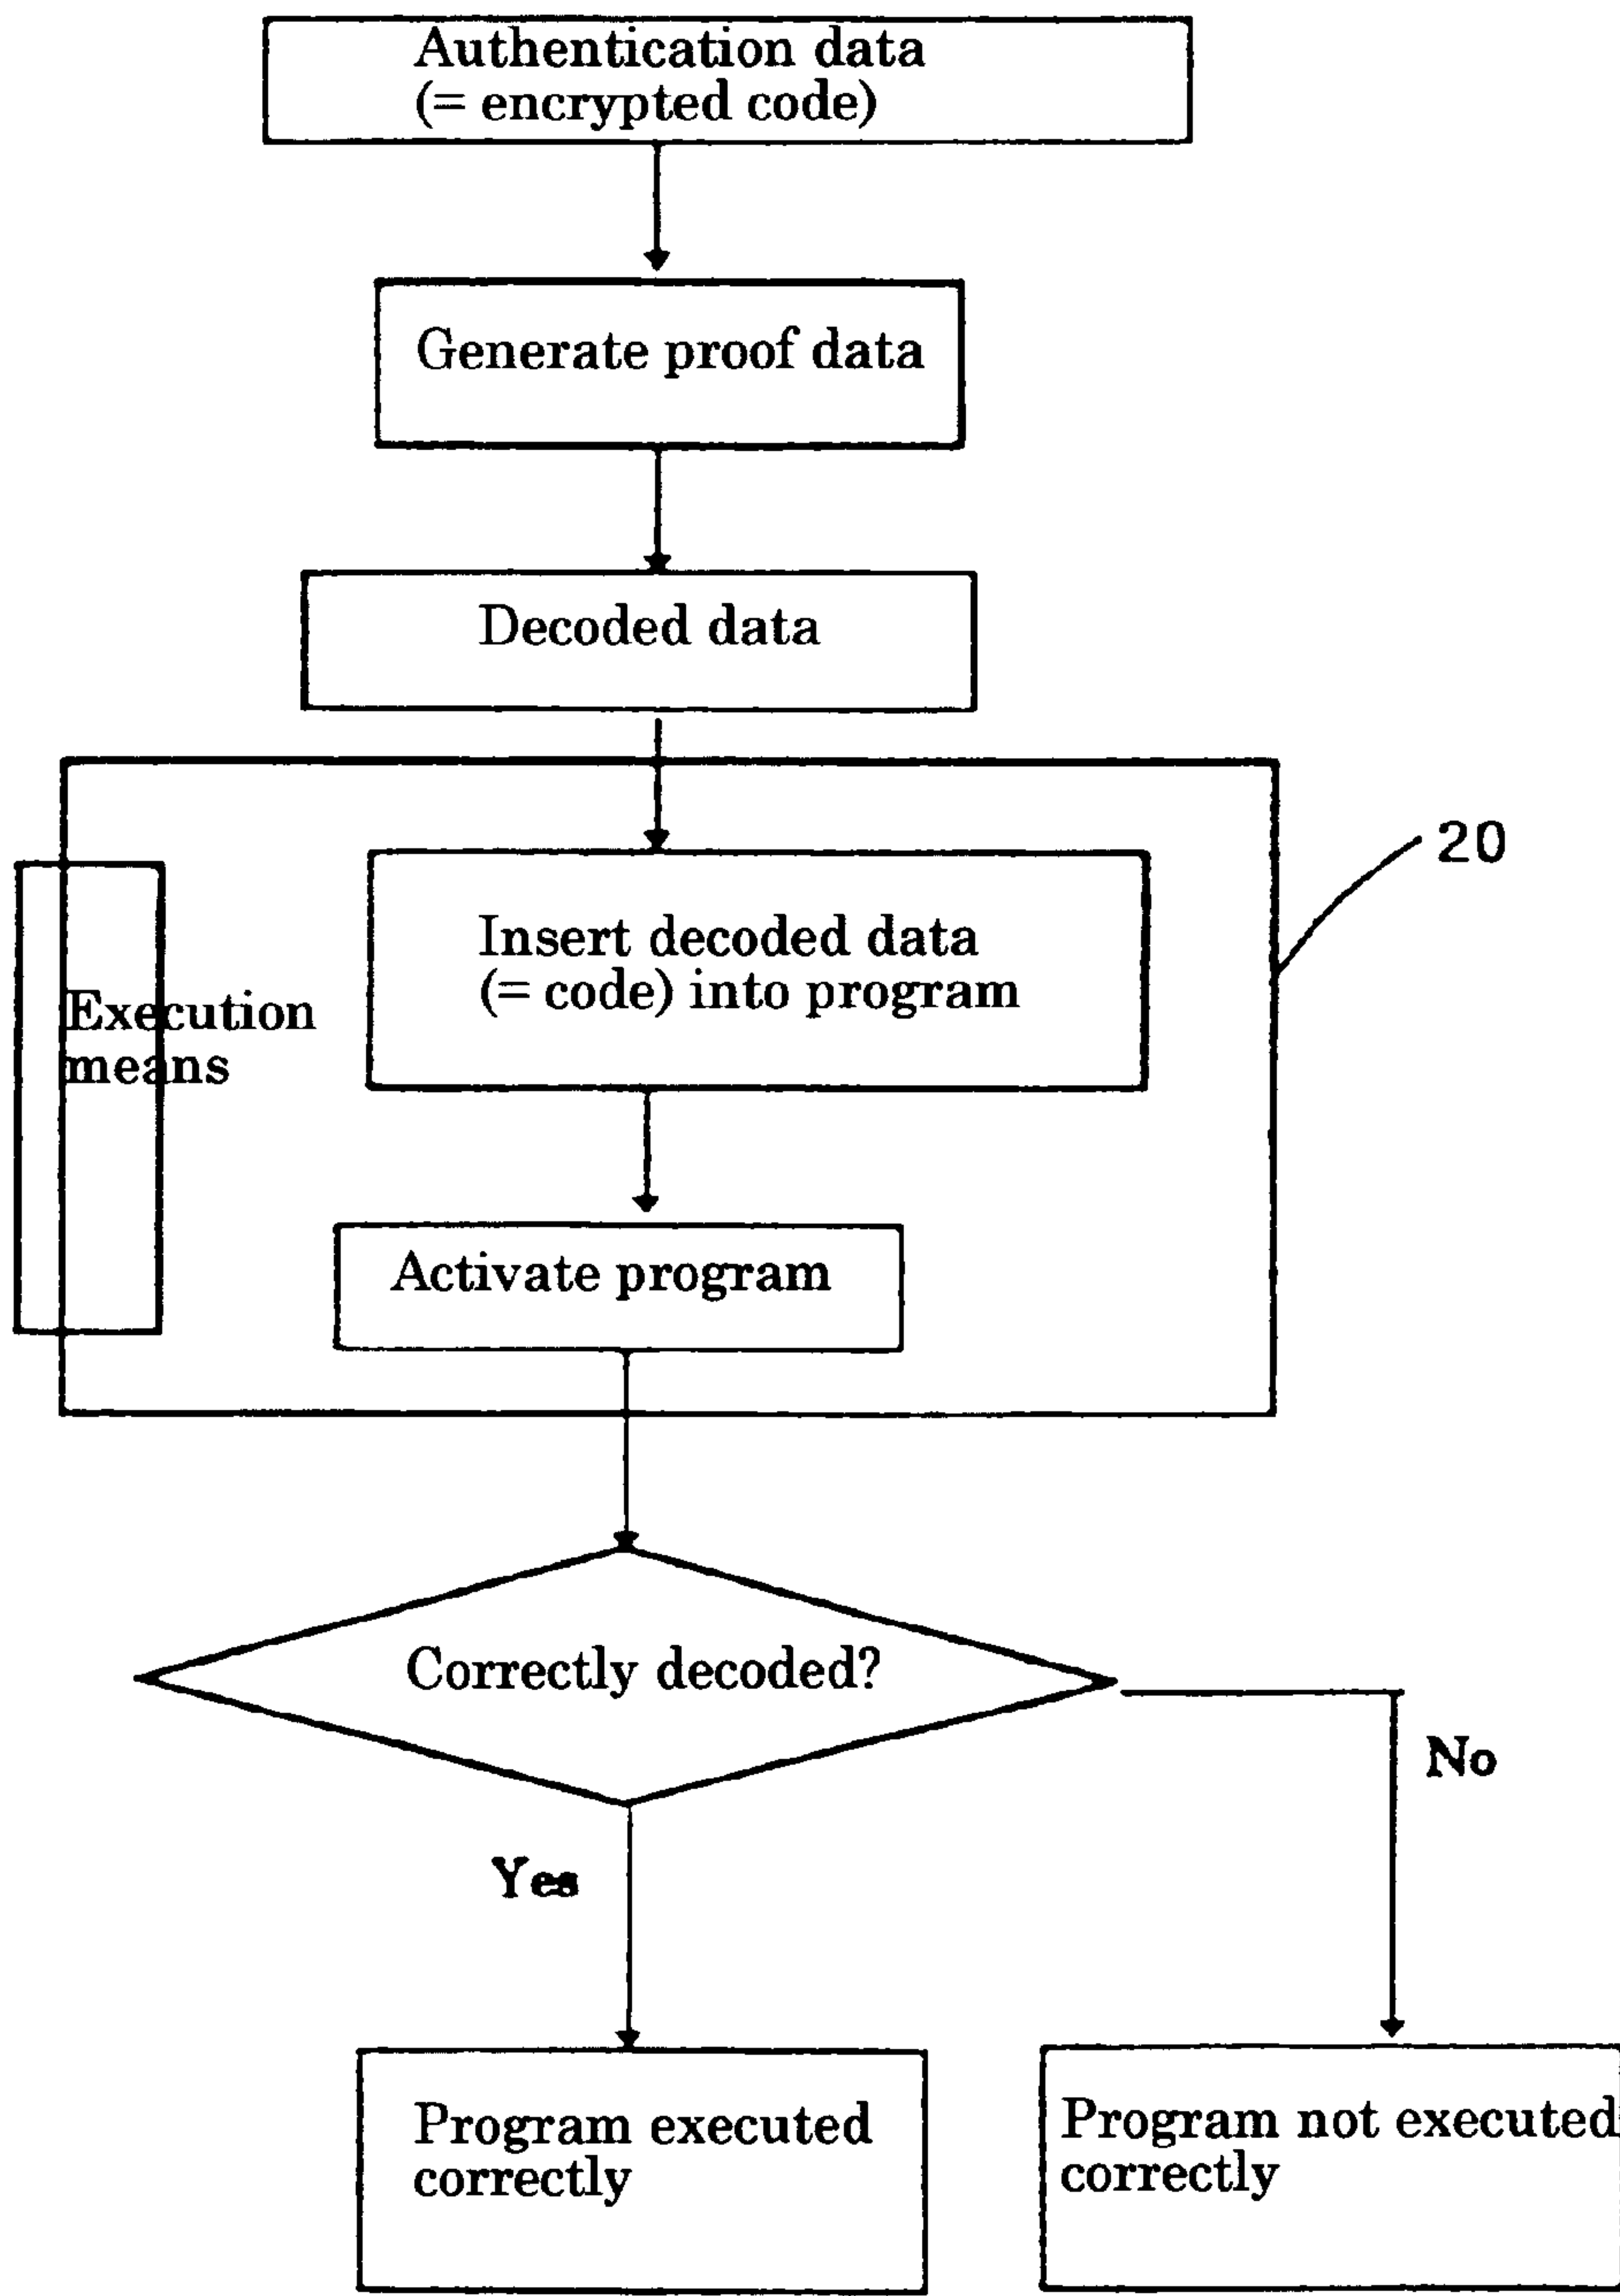 Authentication data
(= encrypted code)
Generate proof data
Decoded data
20
Insert decoded data
(= code) into program
Execution
means
Activate program
Correctly decoded?
No
Yes
Program executed
correctly
Program not executed
correctly